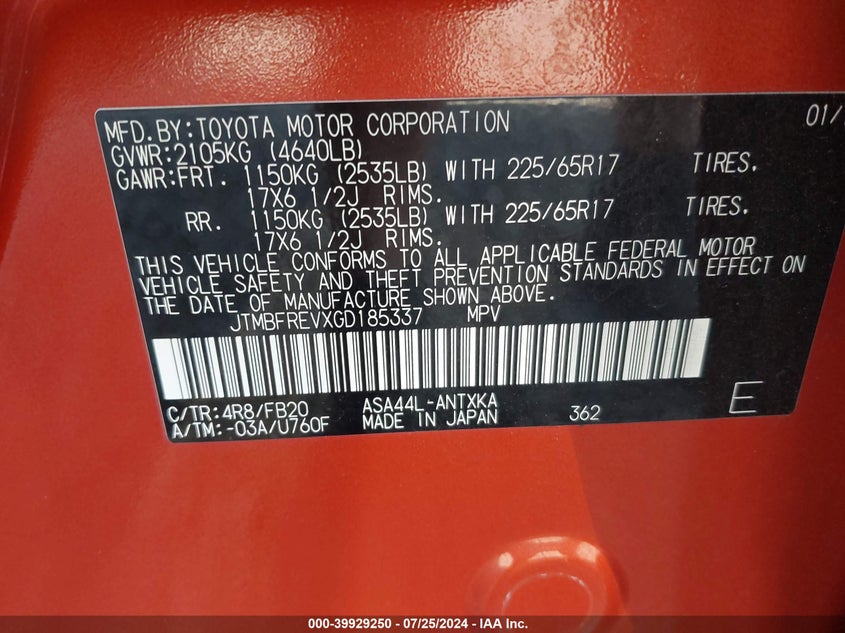 MFD.BY:TOYOTA MOTOR CORPORATION 01/
GVWR:2105KG (4640LB)
GAWR:FRT. 1150KG (2535LB) WITH 225/65R17 TIRES.
17X6 1/2J RIMS.
RR. 1150KG (2535LB) WITH 225/65R17 TIRES.
17X6 1/2J RIMS.
THIS VEHICLE CONFORMS TO ALL APPLICABLE FEDERAL MOTOR
VEHICLE SAFETY AND THEFT PREVENTION STANDARDS IN EFFECT ON
THE DATE OF MANUFACTURE SHOWN ABOVE.
JTMBFREVXGD185337 MPV
C/TR:4R8/FB20 ASA44L-ANTXKA
A/TM:-03A/U760F MADE IN JAPAN 362 E
000-39929250 - 07/25/2024 - IAA Inc.